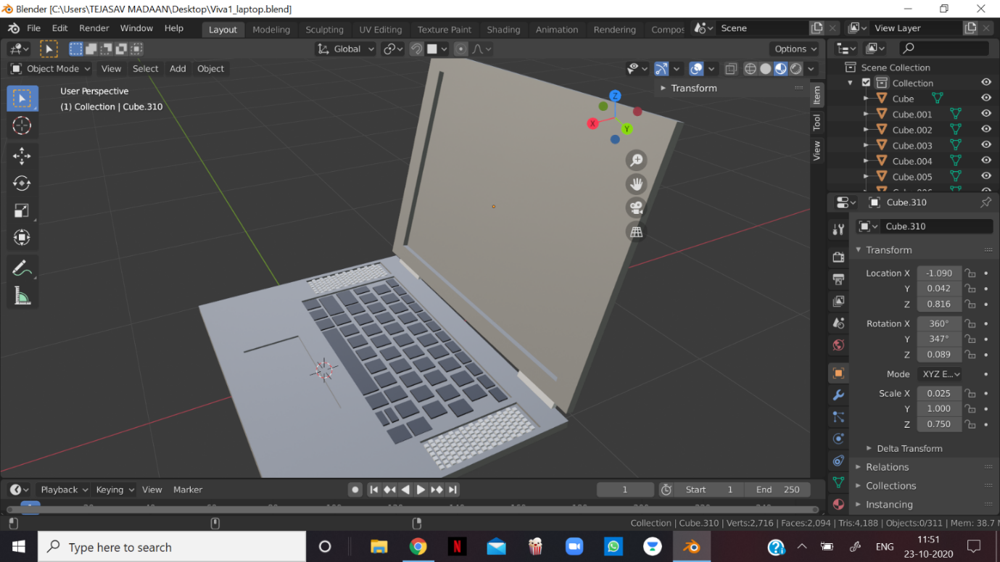 Blender [C:\Users\TEJASAV MADAAN\Desktop\Viva1_laptop.blend]
File Edit Render Window Help Layout Modeling Sculpting UV Editing Texture Paint Shading Animation Rendering Compos Scene View Layer
Global Options
Object Mode View Select Add Object
User Perspective
(1) Collection | Cube.310
Transform
Item
Tool
View
Z
X
Y
Scene Collection
Collection
Cube
Cube.001
Cube.002
Cube.003
Cube.004
Cube.005
Cube.006
Cube.310
Cube.310
Transform
Location X -1.090
Y 0.042
Z 0.816
Rotation X 360°
Y 347°
Z 0.089
Mode XYZ E...
Scale X 0.025
Y 1.000
Z 0.750
Delta Transform
Relations
Collections
Instancing
Playback Keying View Marker 1 Start 1 End 250
Collection | Cube.310 | Verts:2,716 | Faces:2,094 | Tris:4,188 | Objects:0/311 | Mem: 38.7 M
Type here to search
ENG
11:51
23-10-2020